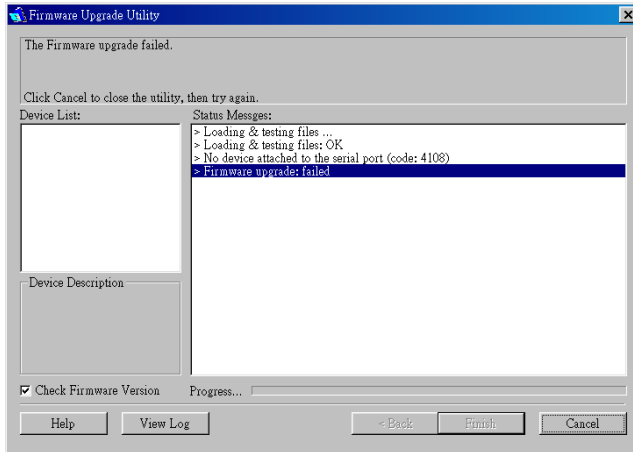 Firmware Upgrade Utility
The Firmware upgrade failed.
Click Cancel to close the utility, then try again.
Device List:
Status Messges:
> Loading & testing files ...
> Loading & testing files: OK
> No device attached to the serial port (code: 4108)
> Firmware upgrade: failed
Device Description
Check Firmware Version
Progress...
Help
View Log
< Back
Finish
Cancel